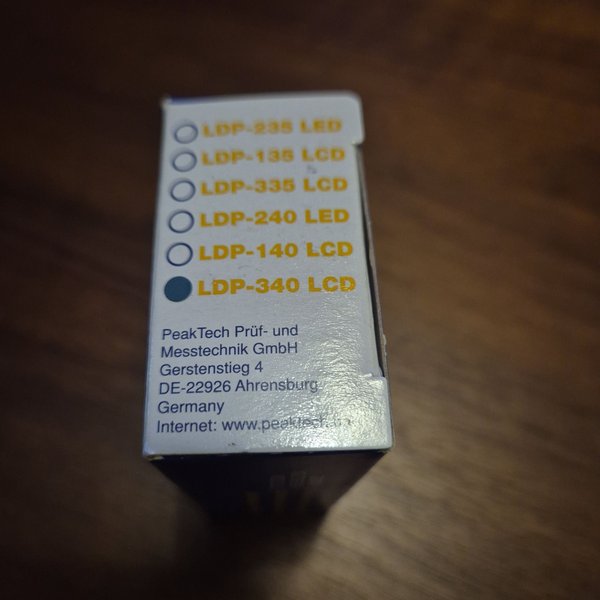 LDP-235 LED
LDP-135 LCD
LDP-335 LCD
LDP-240 LED
LDP-140 LCD
LDP-340 LCD
PeakTech Prüf- und
Messtechnik GmbH
Gerstenstieg 4
DE-22926 Ahrensburg
Germany
Internet: